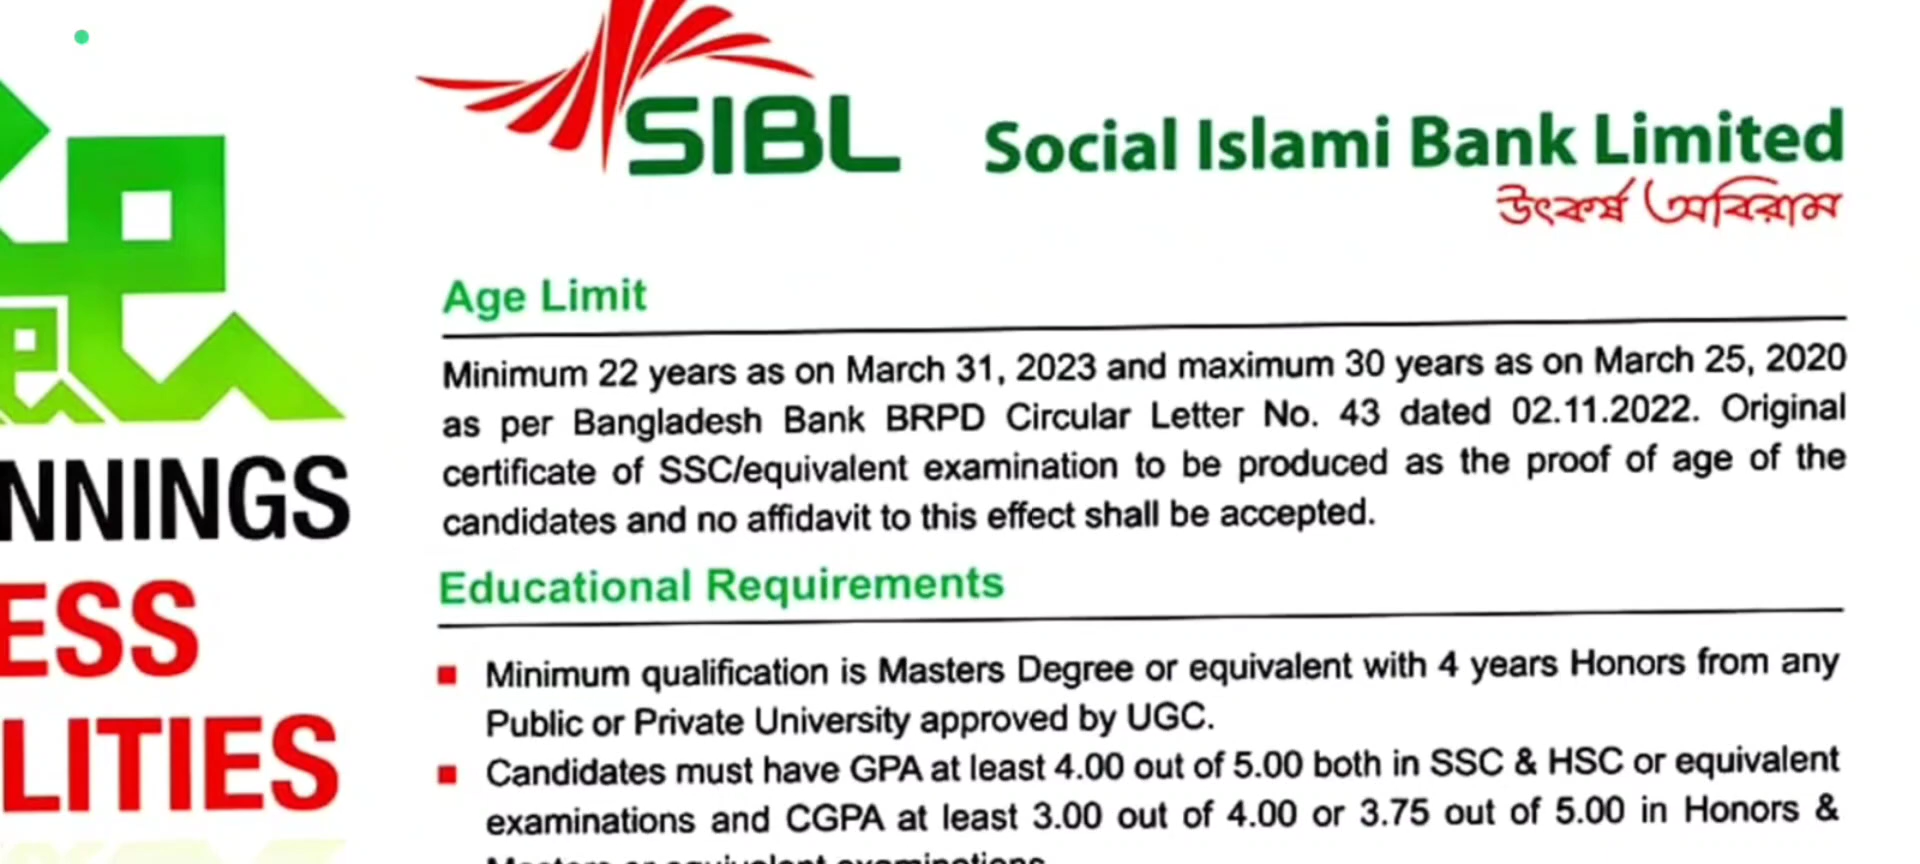 SIBL
Social Islami Bank Limited
উৎকর্ষ অবিরাম
NNINGS
ESS
LITIES
Age Limit
Minimum 22 years as on March 31, 2023 and maximum 30 years as on March 25, 2020
as per Bangladesh Bank BRPD Circular Letter No. 43 dated 02.11.2022. Original
certificate of SSC/equivalent examination to be produced as the proof of age of the
candidates and no affidavit to this effect shall be accepted.
Educational Requirements
Minimum qualification is Masters Degree or equivalent with 4 years Honors from any
Public or Private University approved by UGC.
Candidates must have GPA at least 4.00 out of 5.00 both in SSC & HSC or equivalent
examinations and CGPA at least 3.00 out of 4.00 or 3.75 out of 5.00 in Honors &
Masters or equivalent examinations